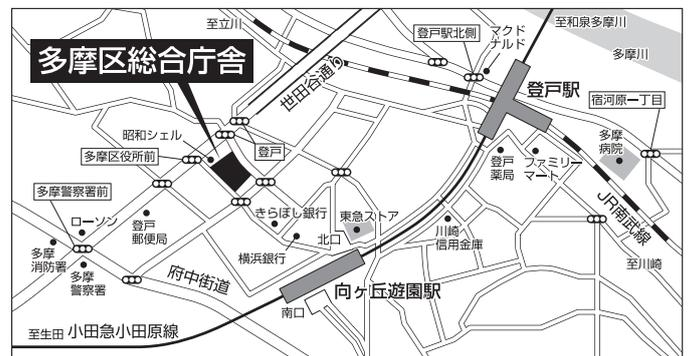 至立川
登戸駅北側
マクド
ナルド
至和泉多摩川
多摩川
多摩区総合庁舎
世田谷通り
登戸駅
宿河原一丁目
昭和シェル
多摩区役所前
登戸
登戸
薬局
ファミリー
マート
多摩
病院
多摩警察署前
ローソン
登戸
郵便局
きらぼし銀行
東急ストア
北口
横浜銀行
川崎
信用金庫
JR南武線
至川崎
多摩
消防署
多摩
警察署
府中街道
向ヶ丘遊園駅
南口
至生田 小田急小田原線